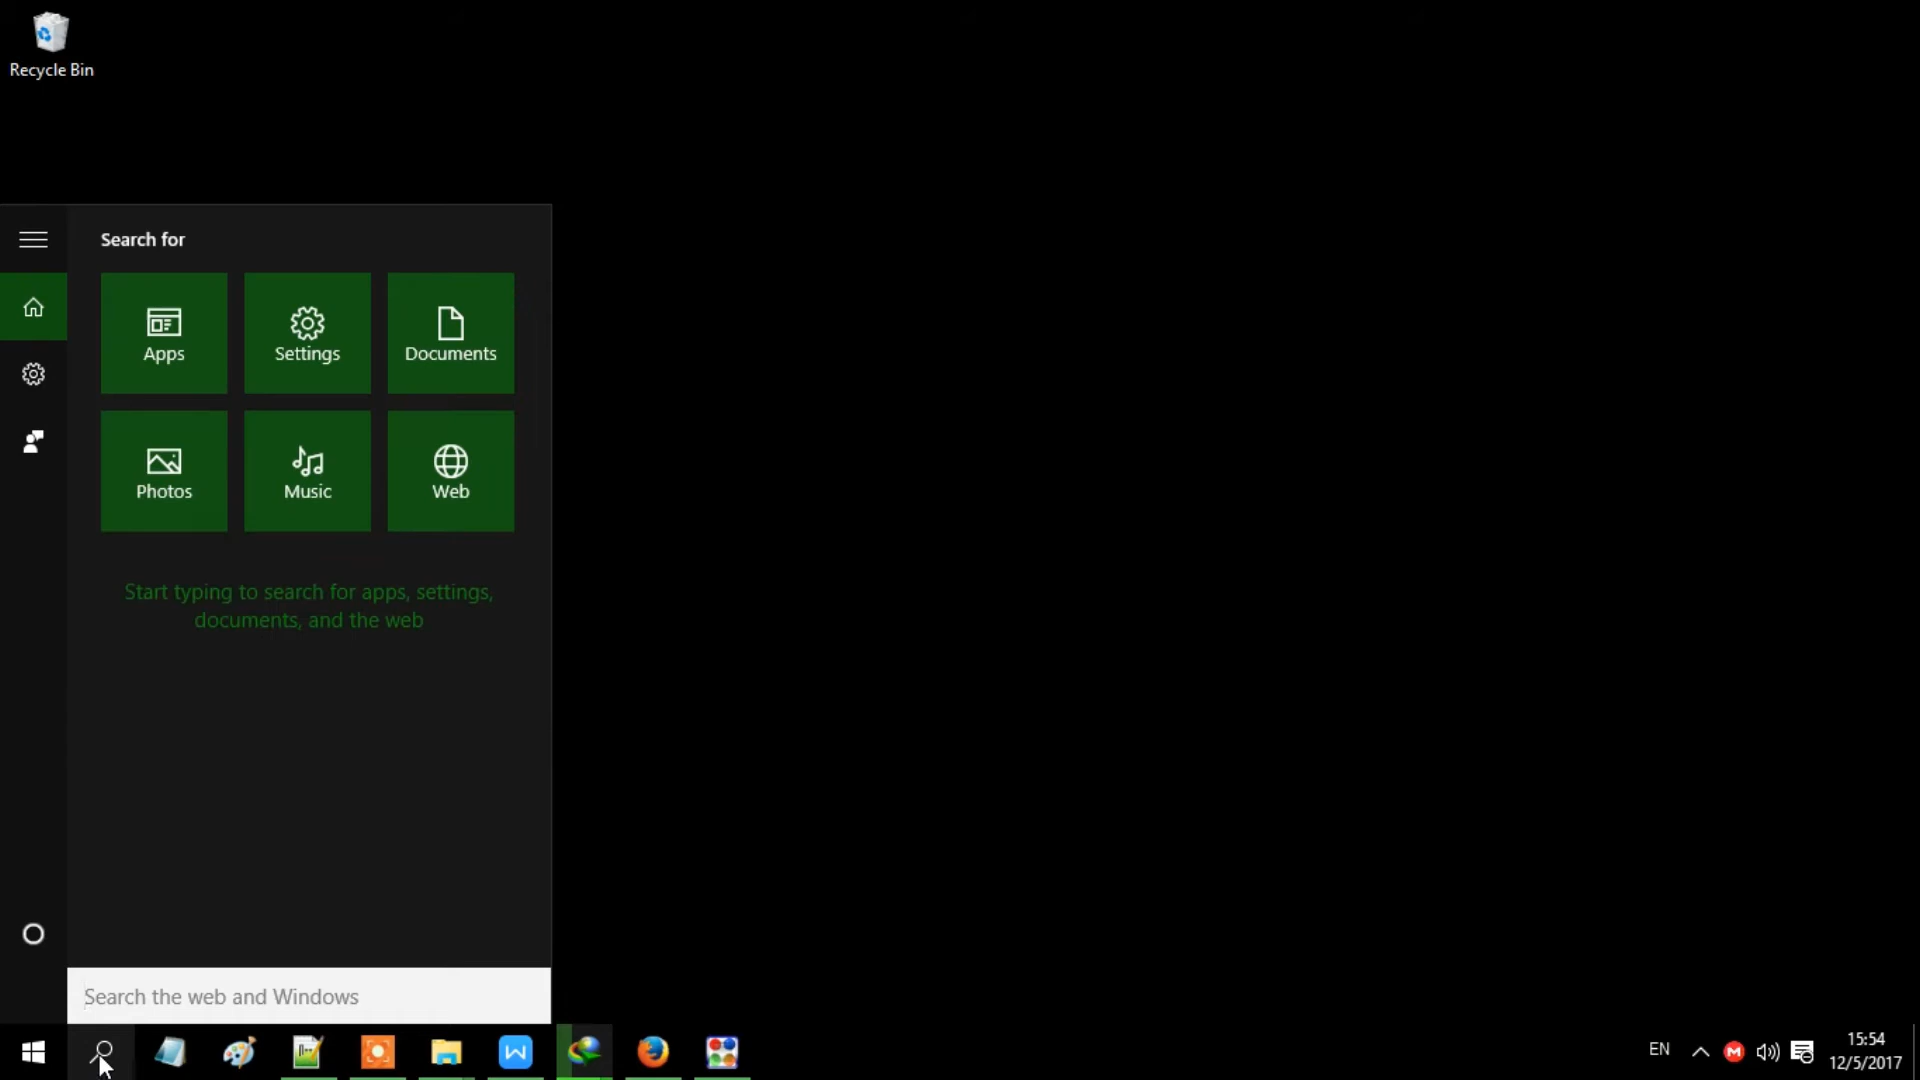 Recycle Bin
Search for
Apps
Settings
Documents
Photos
Music
Web
Start typing to search for apps, settings,
documents, and the web
Search the web and Windows
EN
15:54
12/5/2017